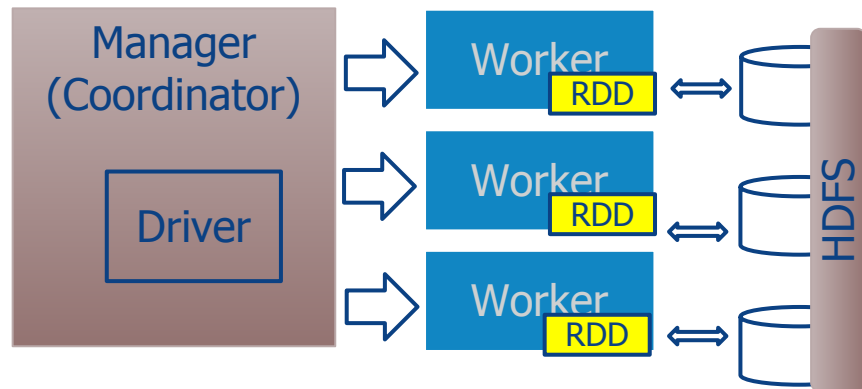 Manager
(Coordinator)
Driver
Worker
RDD
Worker
RDD
Worker
RDD
HDFS